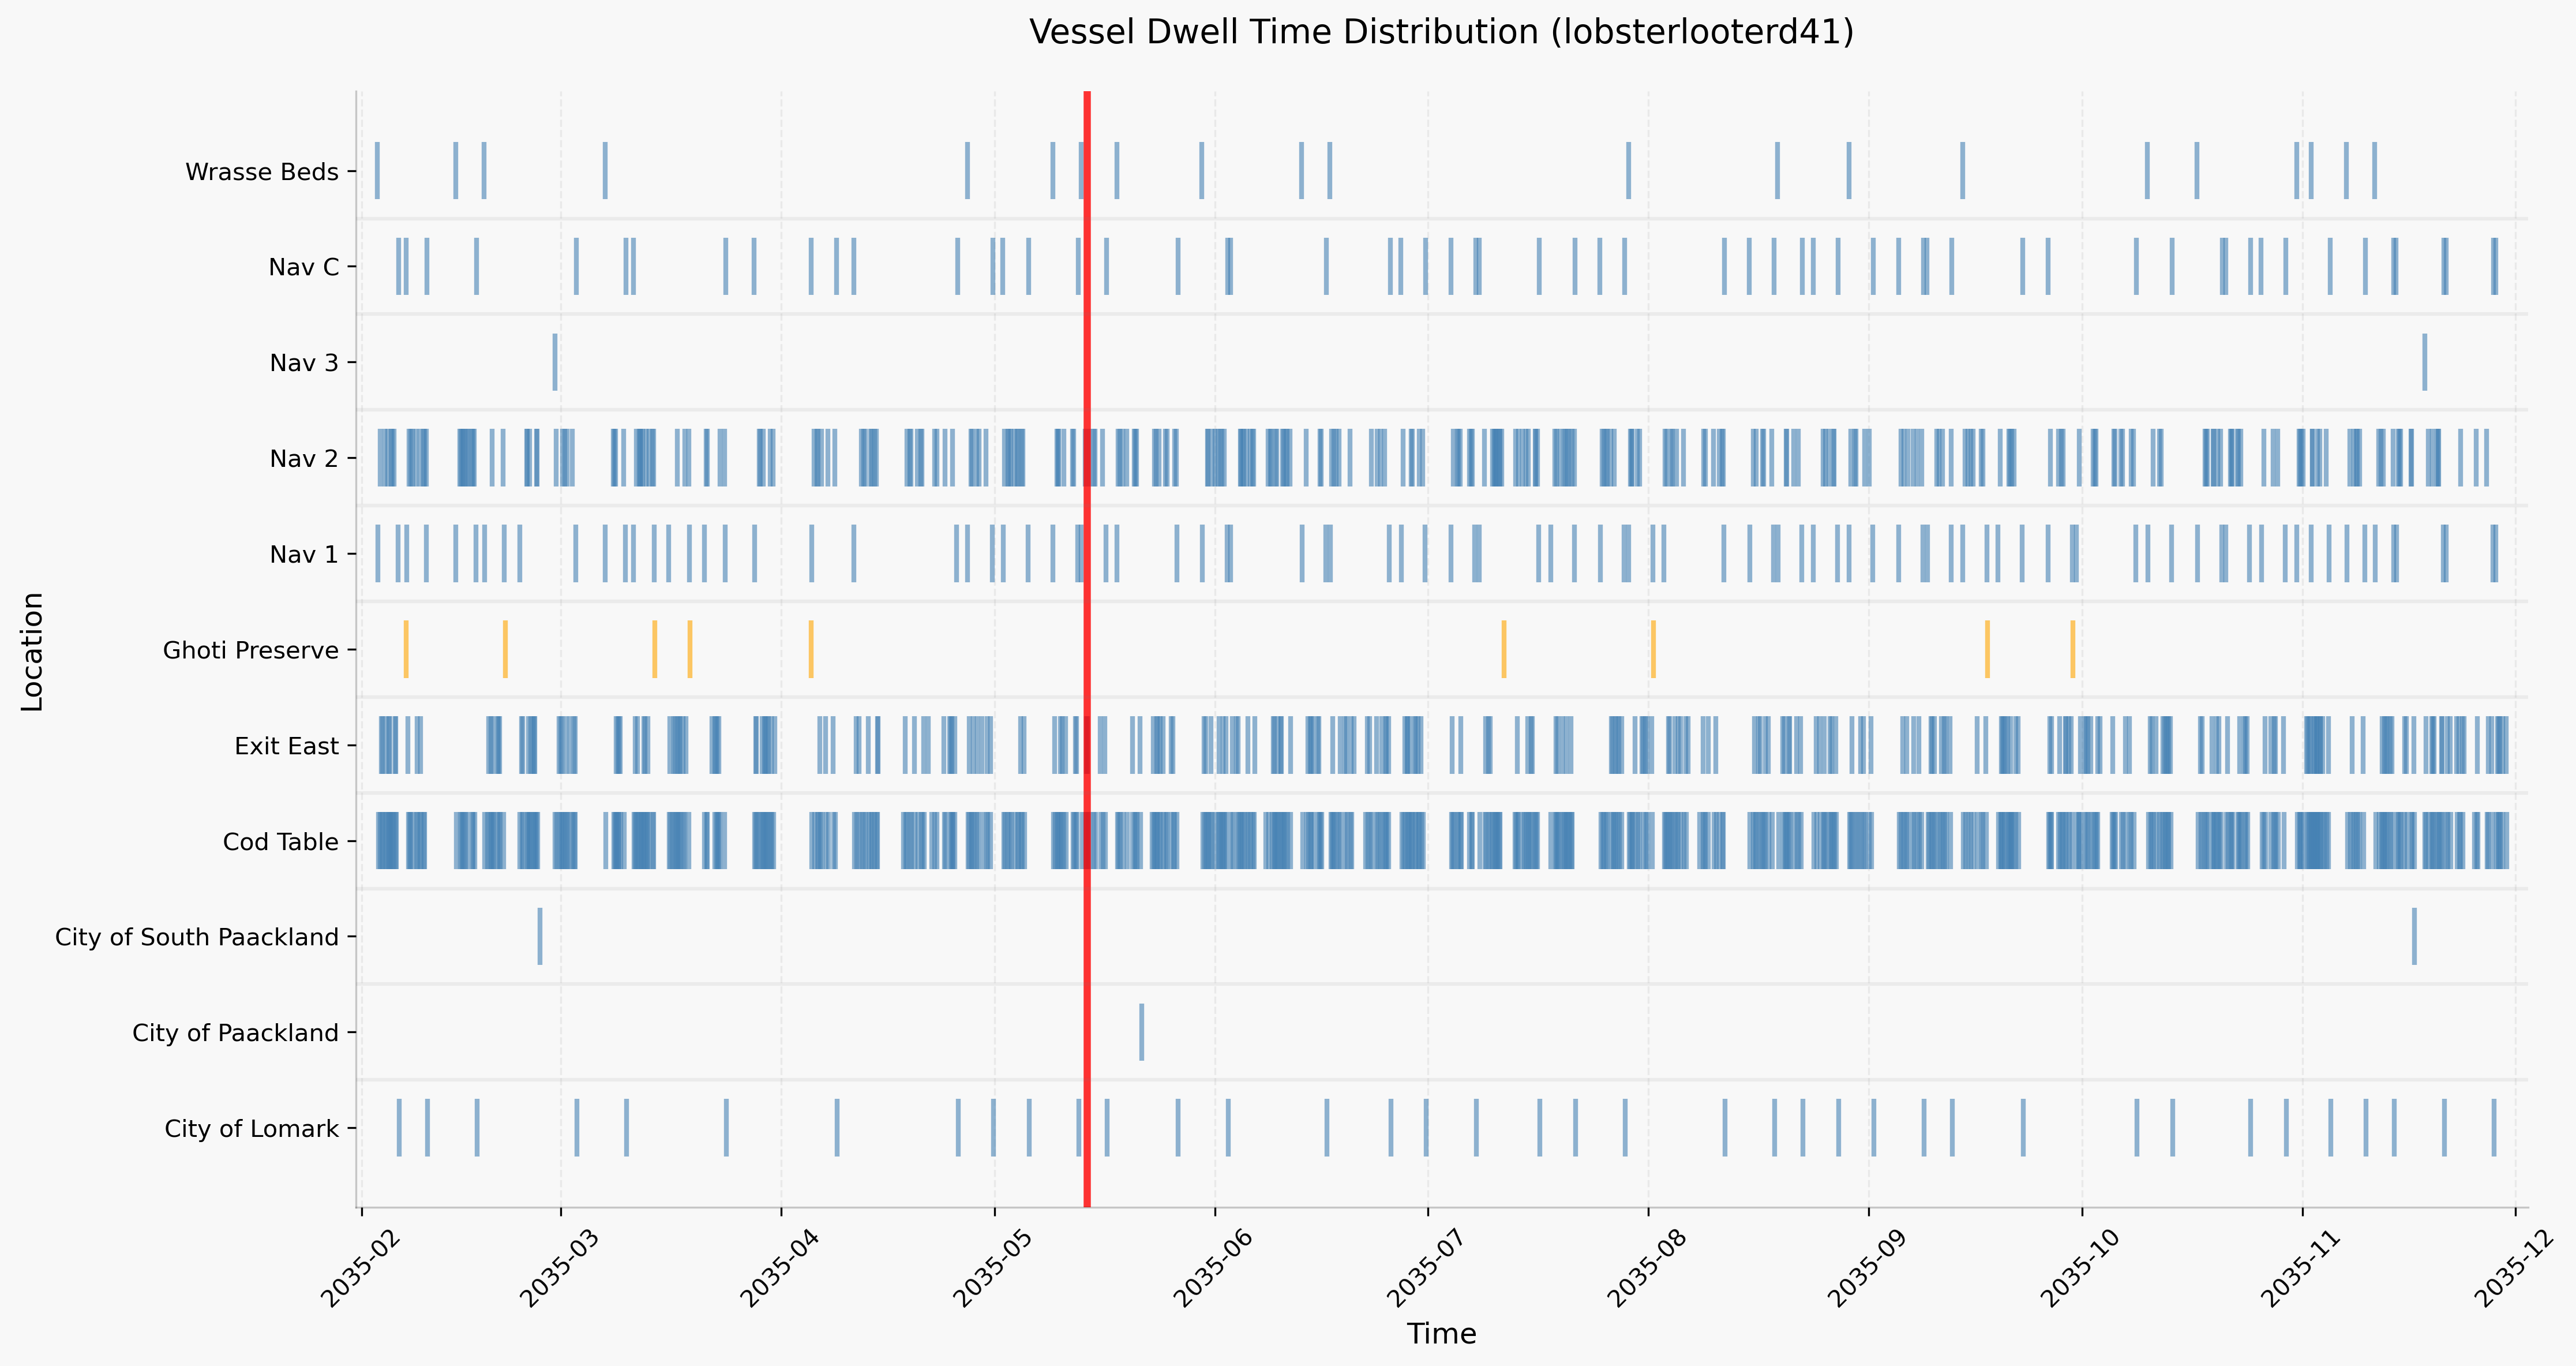 Vessel Dwell Time Distribution (lobsterlooterd41)
Location
Wrasse Beds
Nav C
Nav 3
Nav 2
Nav 1
Ghoti Preserve
Exit East
Cod Table
City of South Paackland
City of Paackland
City of Lomark
2035-02
2035-03
2035-04
2035-05
2035-06
2035-07
2035-08
2035-09
2035-10
2035-11
2035-12
Time